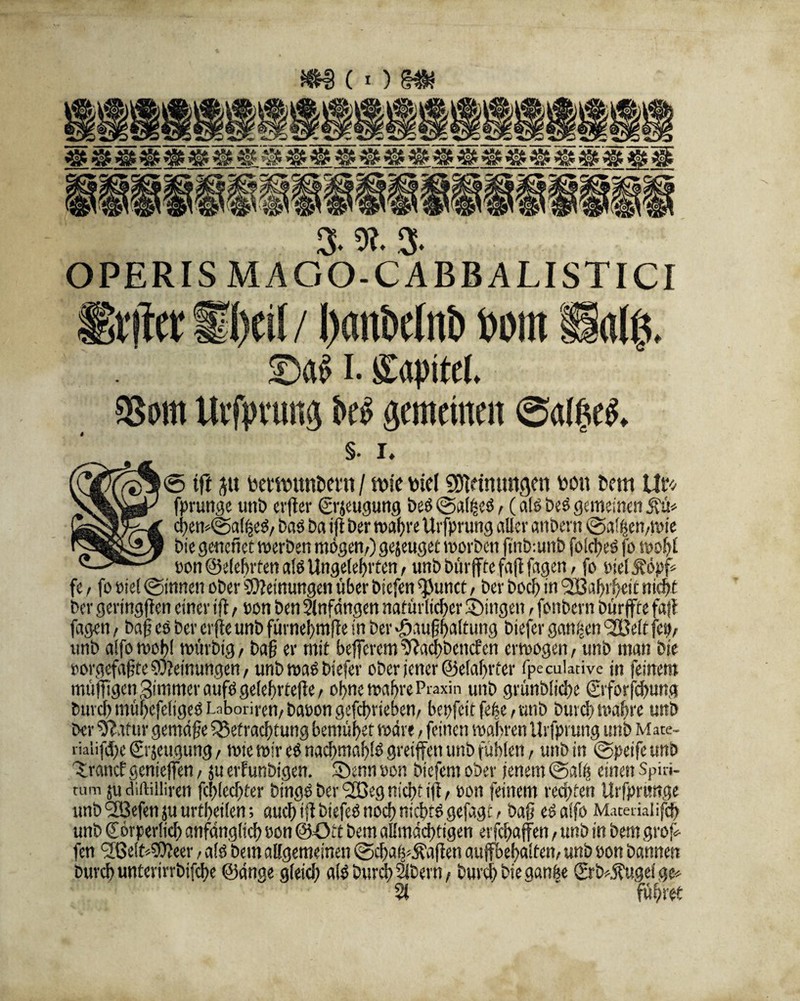 ( 1 )
3. N. 3.
OPERIS MAGO-CABBALISTICI
Erster Theil / handelnd vom Saltz.
Das I. Capitel.
Vom Ursprung des gemeinen Saltzes.
§. I.
ES ist zu verwundern / wie viel Meinungen von dem Ur-
sprunge und erster Erzeugung des Saltzes, (als des gemeinen Kü-
chen-Saltzes, das da ist der wahre Ursprung aller andern Saltzen, wie
die genennet werden mögen,) gezeuget worden sind: und solches so wohl
von Gelehrten als Ungelehrten, und dürffte fast sagen, so viel Köpf-
fe, so viel Sinnen oder Meinungen über diesen Punct, der doch in Wahrheit nicht
der geringsten einer ist, von den Anfängen natürlicher Dingen, sondern dürffte fast
sagen, daß es der erste und fürnehmste in der Haußhaltung dieser gantzen Welt sey,
und also wohl würdig, daß er mit besserem Nachdencken erwogen, und man die
vorgefaßte Meinungen, und was dieser oder jener Gelahrter speculative in seinem
müssigen Zimmer aufs gelehrteste, ohne wahre Praxin und gründliche Erforschung
durch mühseliges Laboriren, davon geschrieben, beyseit setze, und durch wahre und
der Natur gemäße Betrachtung bemühet wäre, seinen wahren Ursprung und Mate-
rialische Erzeugung, wie wir es nachmahls greiffen und fühlen, und in Speise und
Tranck geniessen, zu erkundigen. Denn von diesem oder jenem Saltz einen Spiri-
tum zu distilliren schlechter dings der Weg nicht ist, von seinem rechten Ursprunge
und Wesen zu urtheilen; auch ist dieses noch nichts gesagt, daß es also Materialisch
und Cörperlich anfänglich von GOtt dem allmächtigen erschaffen, und in dem gros-
sen Welt-Meer, als dem allgemeinen Schatz-Kasten auffbehalten, und von dannen
durch unterirrdische Gänge gleich als durch Adern, durch die gantze Erd-Kugel ge-
A führet